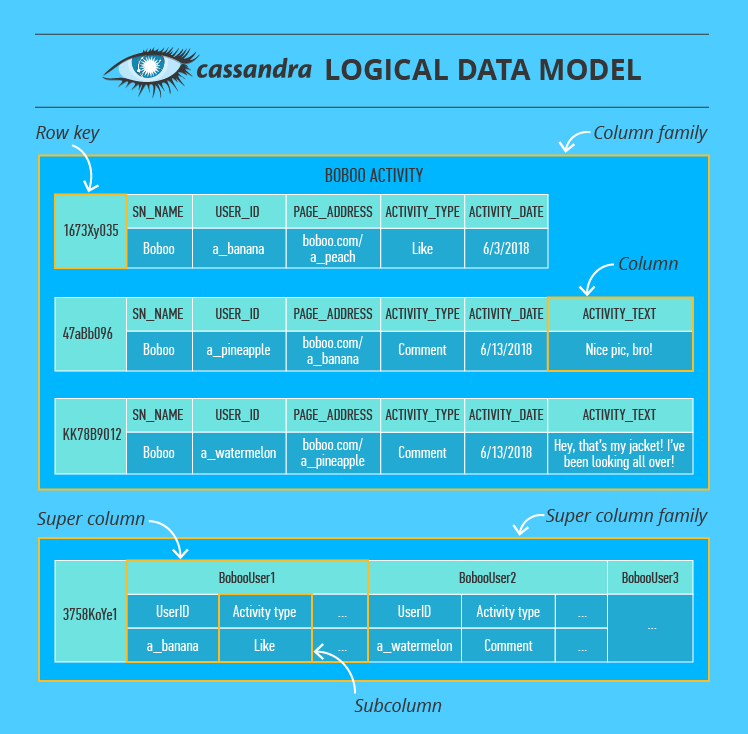 cassandra LOGICAL DATA MODEL
Row key
Column family
BOBOO ACTIVITY
1673Xy035
SN_NAME USER_ID PAGE_ADDRESS ACTIVITY_TYPE ACTIVITY_DATE
Boboo a_banana boboo.com/ a_peach Like 6/3/2018
Column
47aBb096
SN_NAME USER_ID PAGE_ADDRESS ACTIVITY_TYPE ACTIVITY_DATE ACTIVITY_TEXT
Boboo a_pineapple boboo.com/ a_banana Comment 6/13/2018 Nice pic, bro!
KK78B9012
SN_NAME USER_ID PAGE_ADDRESS ACTIVITY_TYPE ACTIVITY_DATE ACTIVITY_TEXT
Boboo a_watermelon boboo.com/ a_pineapple Comment 6/13/2018 Hey, that's my jacket! I've been looking all over!
Super column
Super column family
3758KoYe1
BobooUser1 BobooUser2 BobooUser3
UserID Activity type ... UserID Activity type ... ...
a_banana Like ... a_watermelon Comment ...
Subcolumn